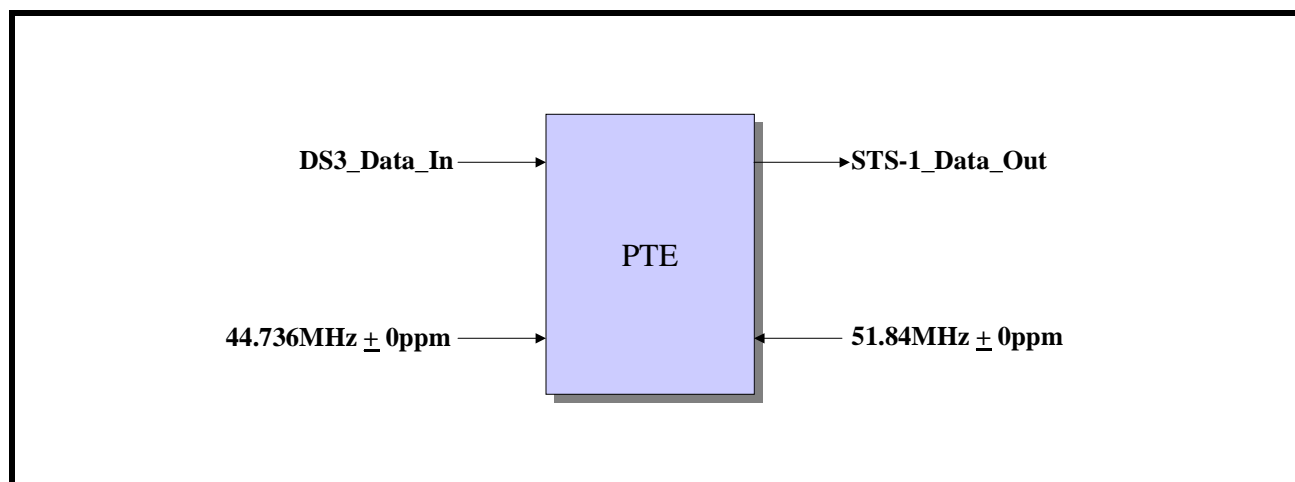 DS3_Data_In
STS-1_Data_Out
PTE
44.736MHz ± 0ppm
51.84MHz ± 0ppm